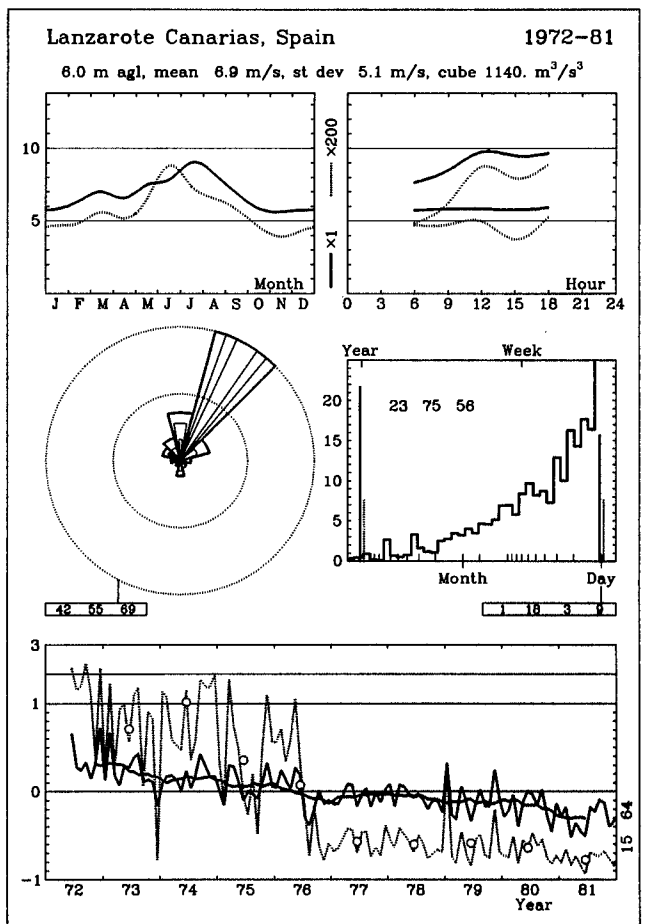 Lanzarote Canarias, Spain 1972-81
6.0 m agl, mean 6.9 m/s, st dev 5.1 m/s, cube 1140. m³/s³
10
5
Month
J F M A M J J A S O N D
×1 ×200
Hour
0 3 6 9 12 15 18 21 24
Year Week
20
15
10
5
0
23 75 56
Month Day
42 55 69
1 18 3 9
3
1
0
-1
72 73 74 75 76 77 78 79 80 81
Year
15 64